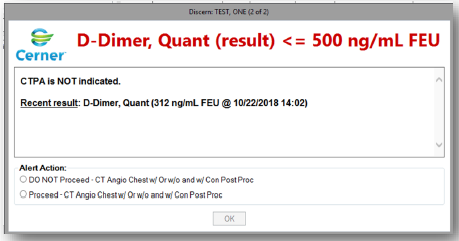 Discern: TEST, ONE (2 of 2)
Cerner
D-Dimer, Quant (result) <= 500 ng/mL FEU
CTPA is NOT indicated.
Recent result: D-Dimer, Quant (312 ng/mL FEU @ 10/22/2018 14:02)
Alert Action:
DO NOT Proceed - CT Angio Chest w/ Or w/o and w/ Con Post Proc
Proceed - CT Angio Chest w/ Or w/o and w/ Con Post Proc
OK